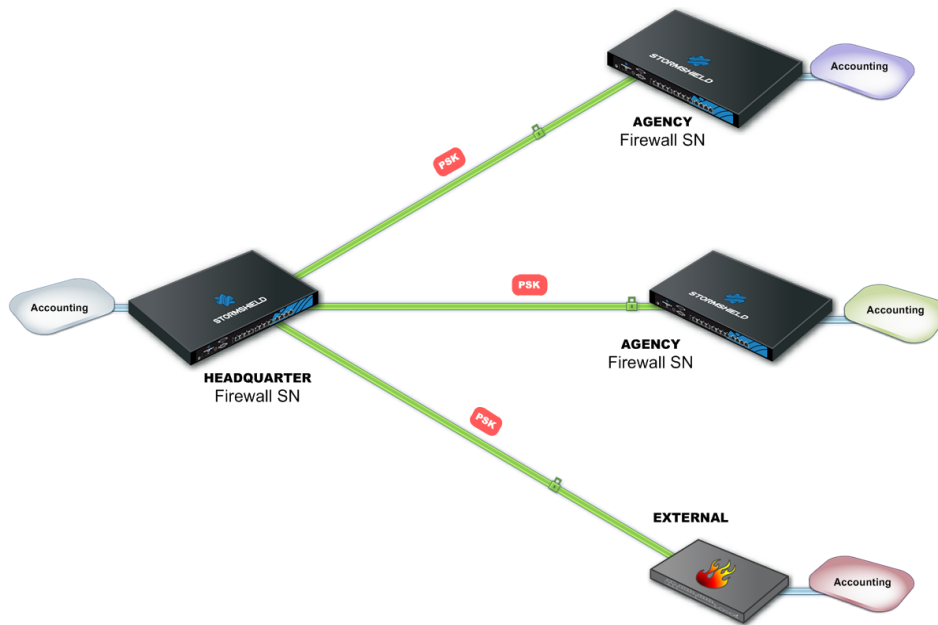 STORMSHIELD
Accounting
AGENCY
Firewall SN
PSK
PSK
STORMSHIELD
Accounting
Accounting
STORMSHIELD
AGENCY
Firewall SN
HEADQUARTER
Firewall SN
PSK
EXTERNAL
Accounting